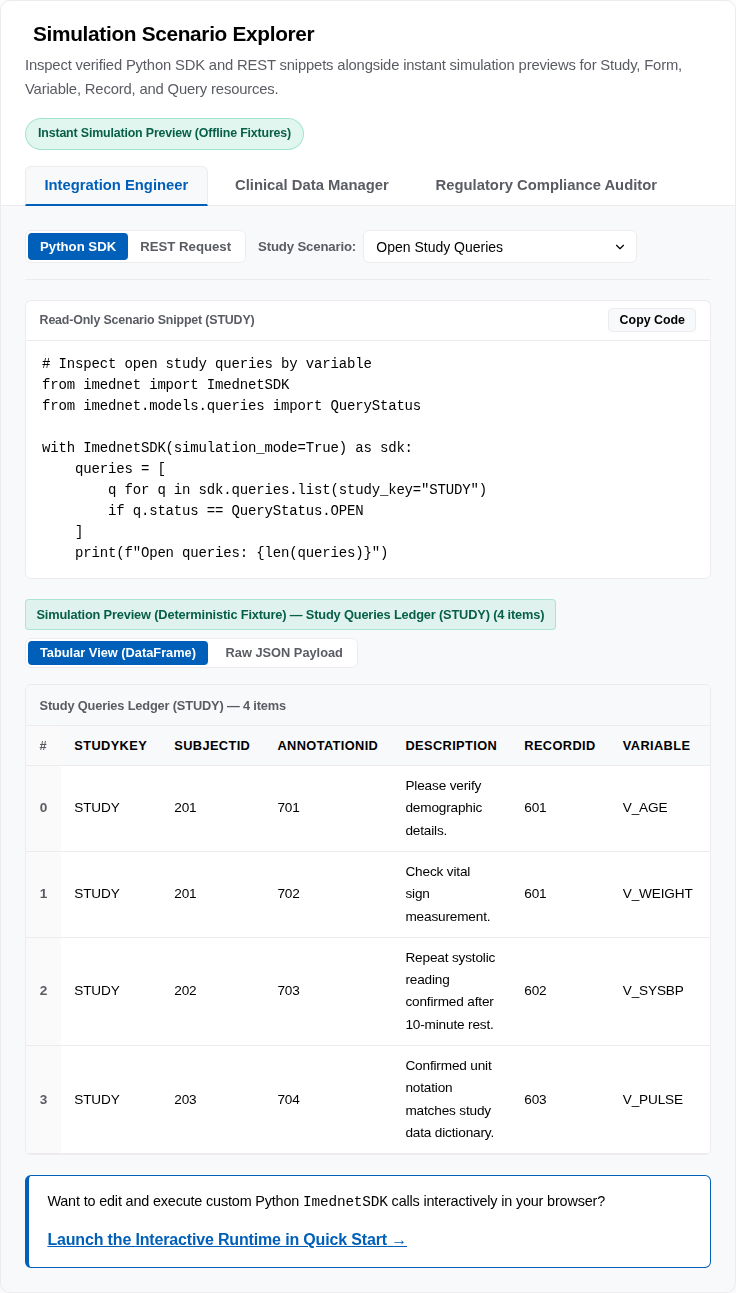 Simulation Scenario Explorer
Inspect verified Python SDK and REST snippets alongside instant simulation previews for Study, Form,
Variable, Record, and Query resources.
Instant Simulation Preview (Offline Fixtures)
Integration Engineer Clinical Data Manager Regulatory Compliance Auditor
Python SDK REST Request Study Scenario: Open Study Queries
Read-Only Scenario Snippet (STUDY) Copy Code
# Inspect open study queries by variable
from imednet import ImednetSDK
from imednet.models.queries import QueryStatus

with ImednetSDK(simulation_mode=True) as sdk:
    queries = [
        q for q in sdk.queries.list(study_key="STUDY")
        if q.status == QueryStatus.OPEN
    ]
    print(f"Open queries: {len(queries)}")
Simulation Preview (Deterministic Fixture) — Study Queries Ledger (STUDY) (4 items)
Tabular View (DataFrame) Raw JSON Payload
Study Queries Ledger (STUDY) — 4 items
# STUDYKEY SUBJECTID ANNOTATIONID DESCRIPTION RECORDID VARIABLE
0 STUDY 201 701 Please verify
demographic
details. 601 V_AGE
1 STUDY 201 702 Check vital
sign
measurement. 601 V_WEIGHT
2 STUDY 202 703 Repeat systolic
reading
confirmed after
10-minute rest. 602 V_SYSBP
3 STUDY 203 704 Confirmed unit
notation
matches study
data dictionary. 603 V_PULSE
Want to edit and execute custom Python ImednetSDK calls interactively in your browser?
Launch the Interactive Runtime in Quick Start →